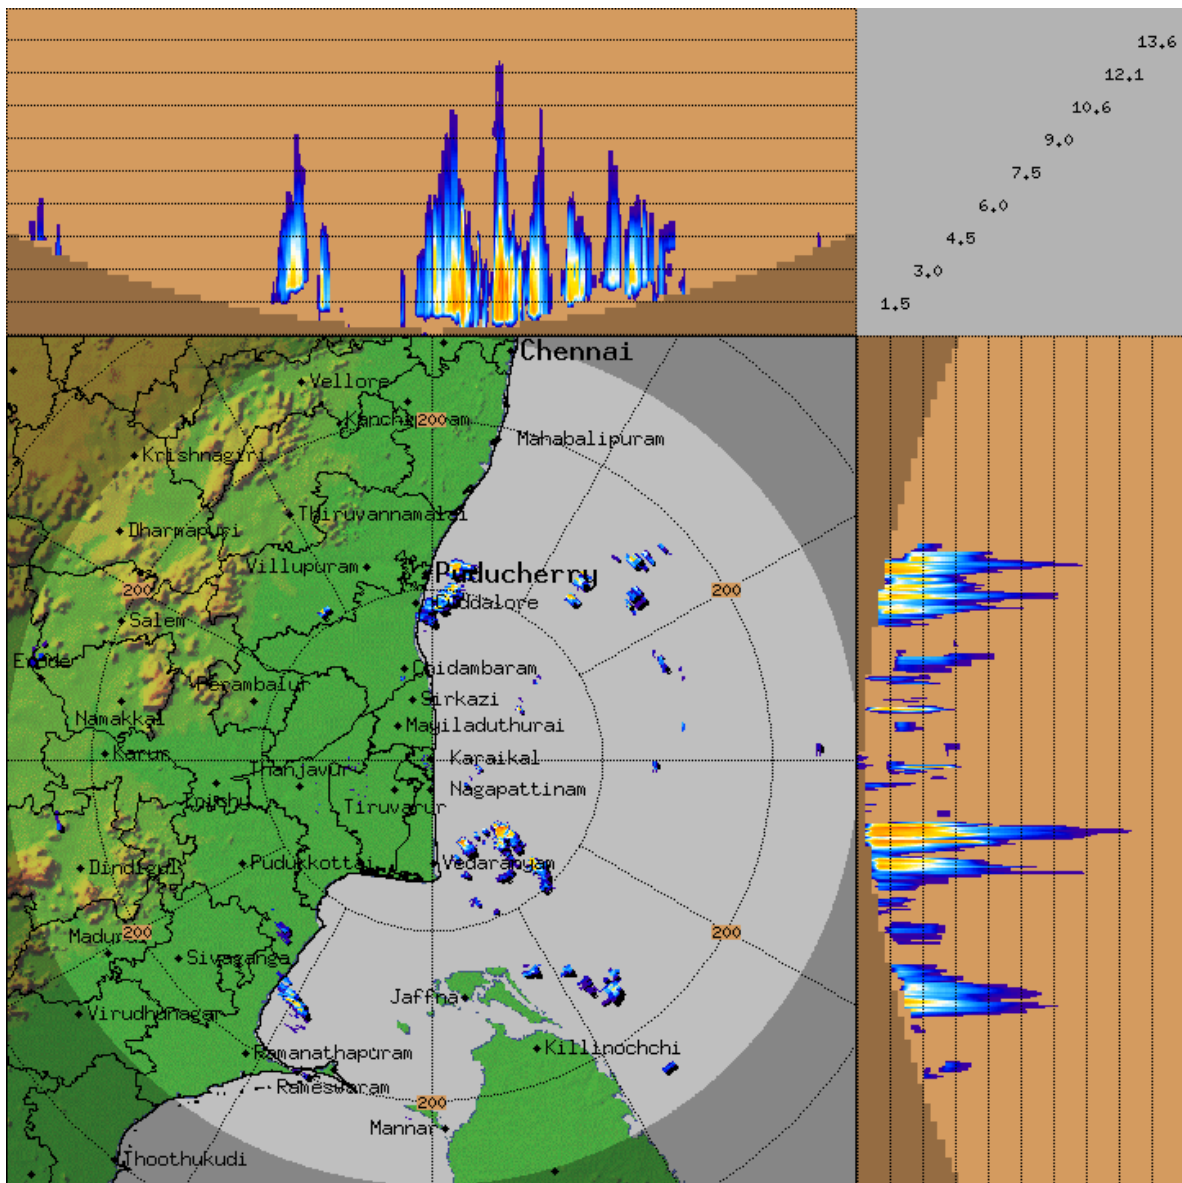 13.6
12.1
10.6
9.0
7.5
6.0
4.5
3.0
1.5
Chennai
Vellore
200
Mahabalipuram
Krishnagiri
Thiruvannamalai
Dharmapuri
Villupuram
Puducherry
200
200
Cuddalore
Salem
Erode
Chidambaram
Perambalur
Sirkazi
Namakkal
Mayiladuthurai
Karur
Karaikal
Thanjavur
Nagapattinam
Tiruvarur
Dindigul
Pudukkottai
Vedaranyam
200
200
Sivaganga
Jaffna
Virudhunagar
Ramanathapuram
Killinochchi
Rameswaram
200
Mannar
Thoothukudi